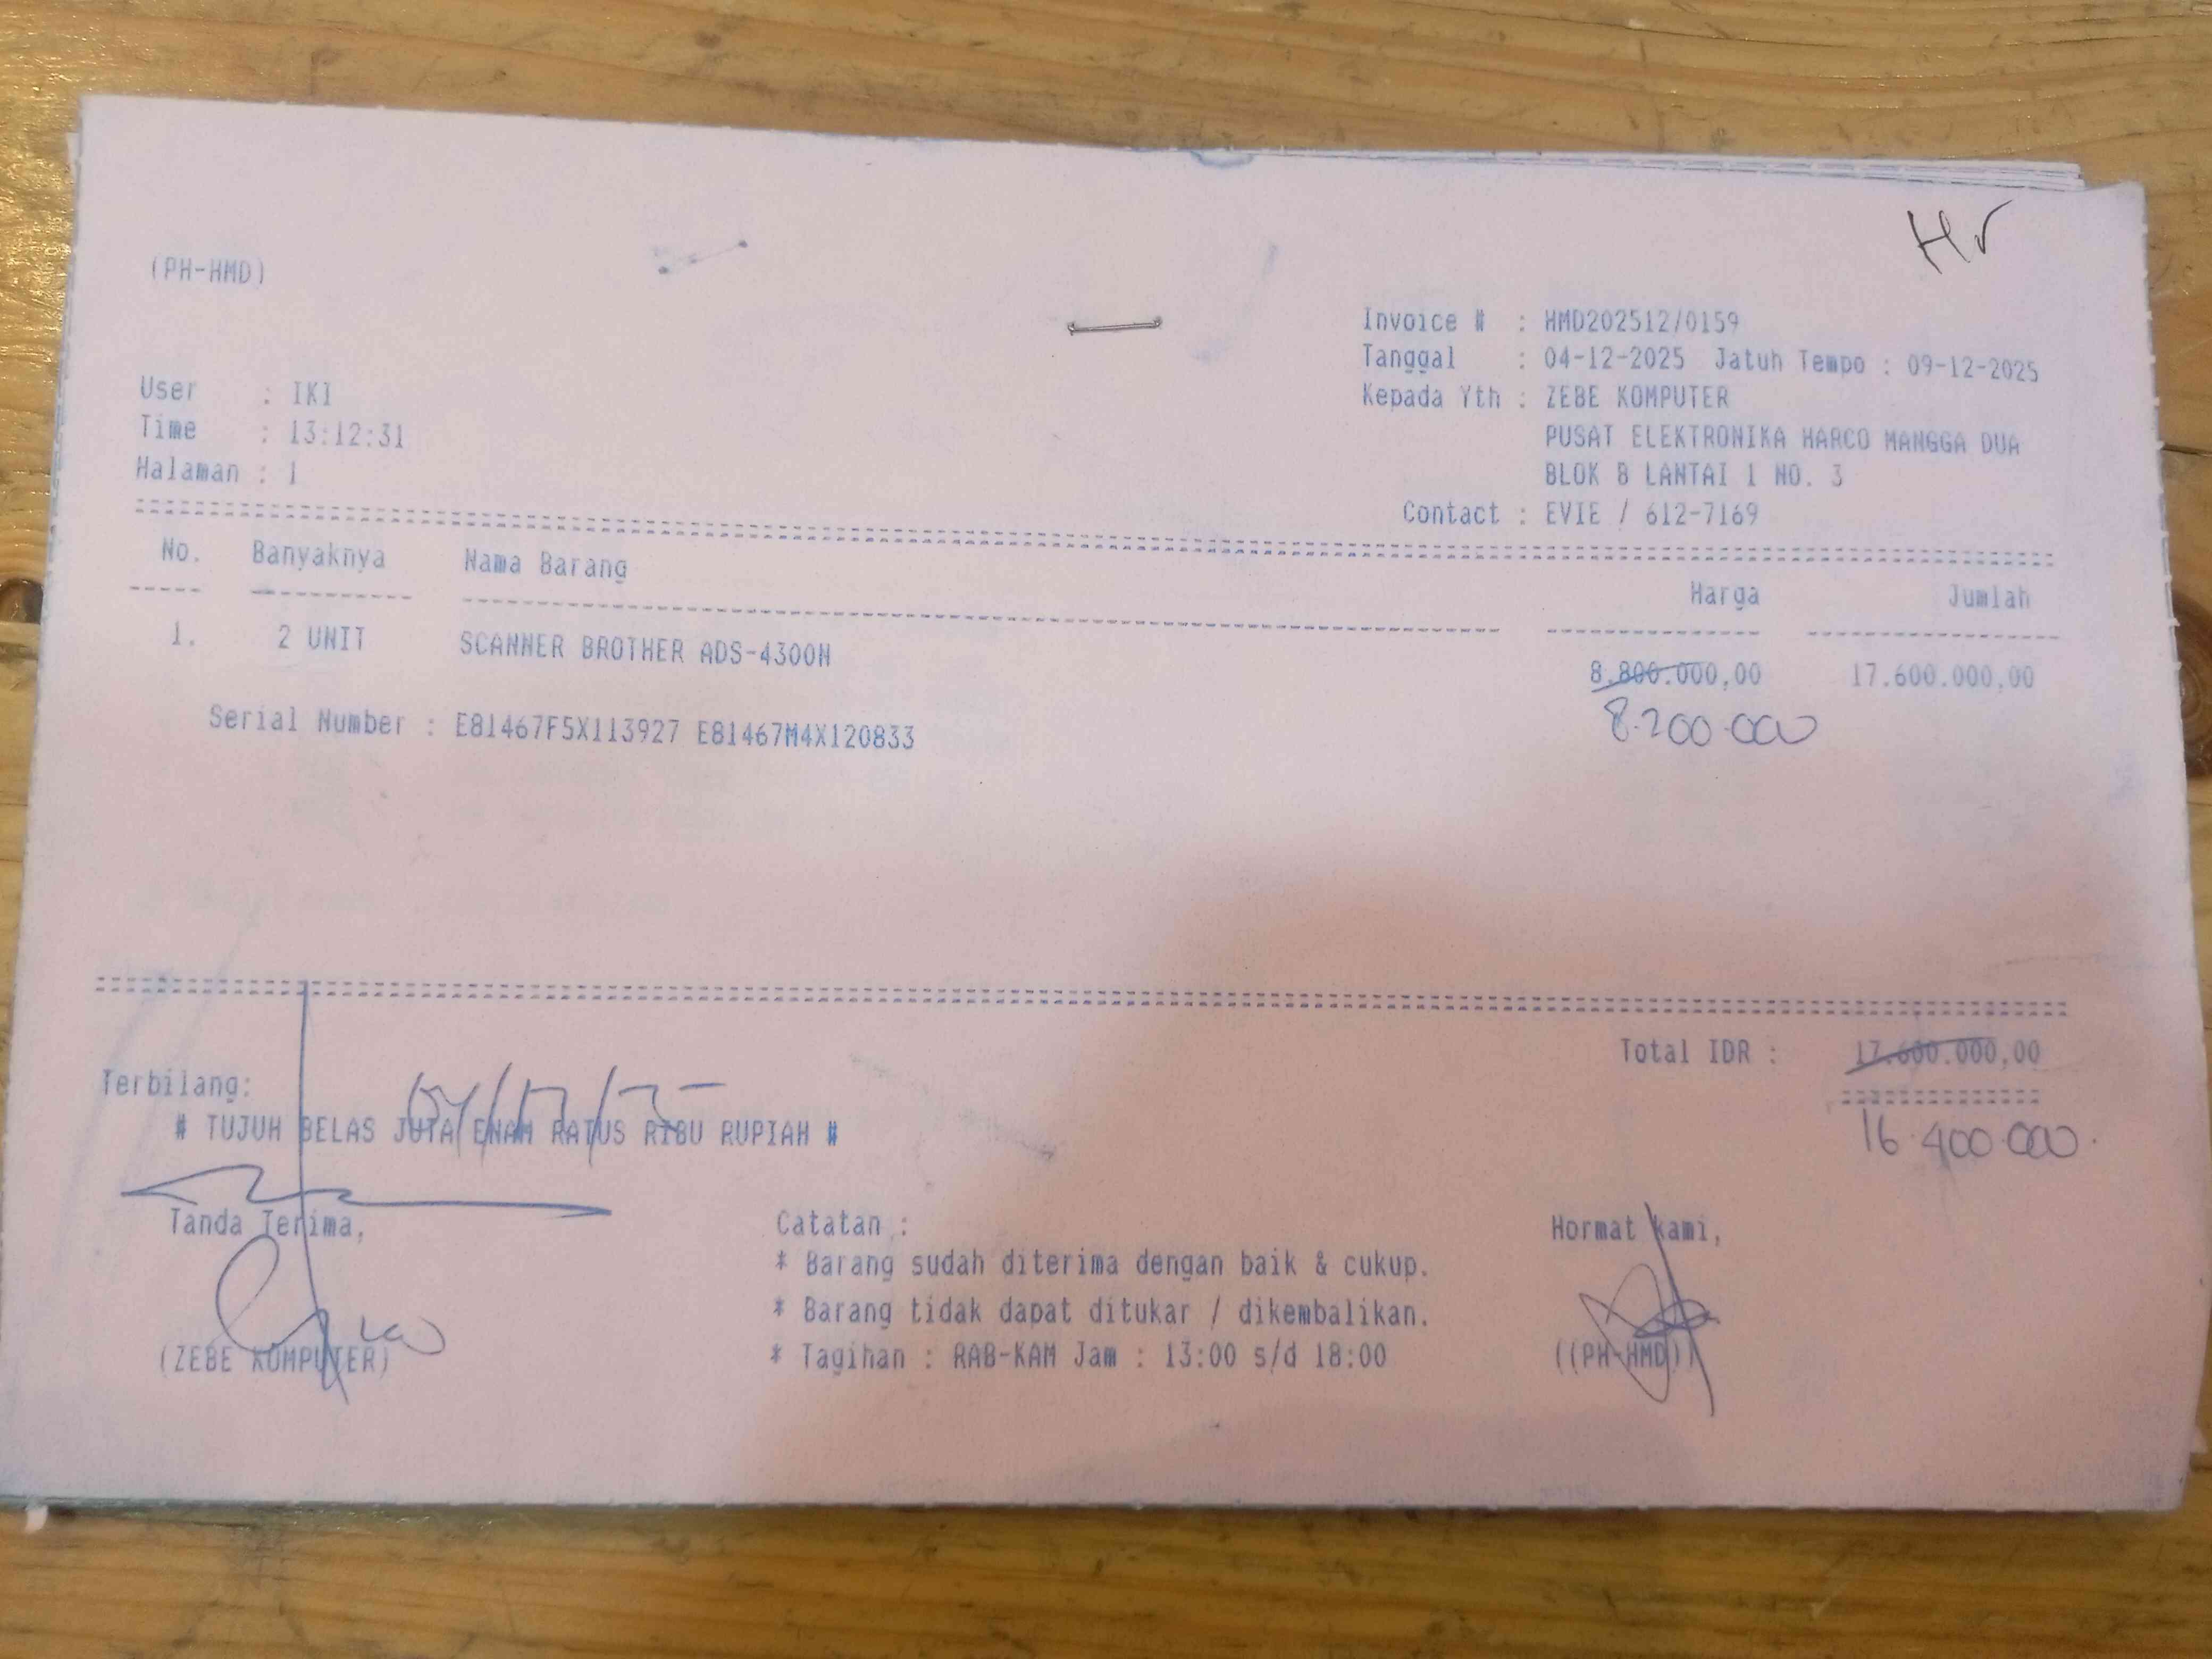 Hr
(PH-HMD)
Invoice # : HMD202512/0159
Tanggal : 04-12-2025 Jatuh Tempo : 09-12-2025
Kepada Yth : ZEBE KOMPUTER
PUSAT ELEKTRONIKA HARCO MANGGA DUA
BLOK B LANTAI 1 NO. 3
Contact : EVIE / 612-7169
User : IKI
Time : 13:12:31
Halaman : 1
No. Banyaknya Nama Barang Harga Jumlah
1. 2 UNIT SCANNER BROTHER ADS-4300N 8.800.000,00 17.600.000,00
8.200.000
Serial Number : E81467F5X113927 E81467M4X120833
Total IDR : 17.600.000,00
16.400.000.
Terbilang:
# TUJUH BELAS JUTA ENAM RATUS RIBU RUPIAH #
Tanda Terima,
(ZEBE KOMPUTER)
Catatan :
* Barang sudah diterima dengan baik & cukup.
* Barang tidak dapat ditukar / dikembalikan.
* Tagihan : RAB-KAM Jam : 13:00 s/d 18:00
Hormat kami,
((PH-HMD))